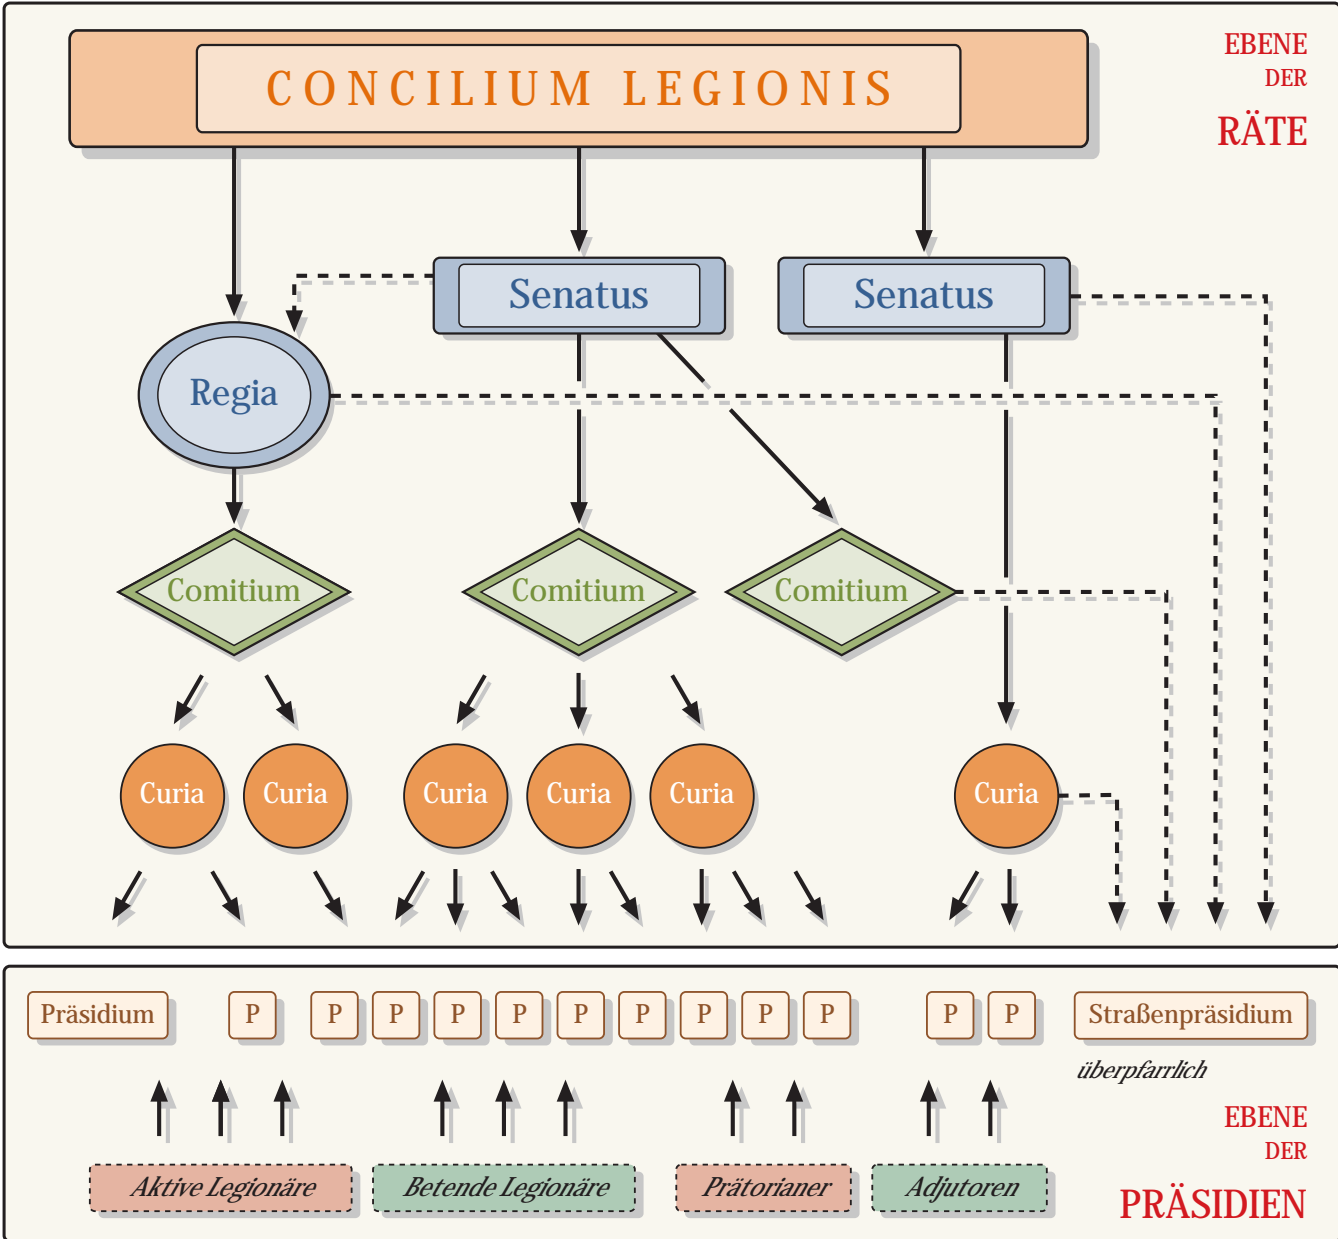 EBENE
DER
RÄTE
CONCILIUM LEGIONIS
Senatus
Senatus
Regia
Comitium
Comitium
Comitium
Curia
Curia
Curia
Curia
Curia
Curia
Präsidium
P
P
P
P
P
P
P
P
P
P
P
P
Straßenpräsidium
überpfarrlich
EBENE
DER
PRÄSIDIEN
Aktive Legionäre
Betende Legionäre
Prätorianer
Adjutoren